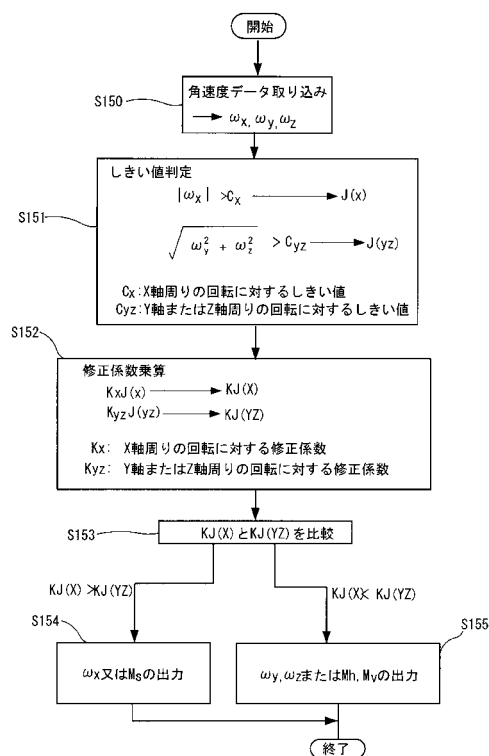 開始
S150
角速度データ取り込み
→ ωx, ωy, ωz
S151
しきい値判定
|ωx| >Cx → J(x)
√ωy² + ωz² > Cyz → J(yz)
Cx:X軸周りの回転に対するしきい値
Cyz:Y軸またはZ軸周りの回転に対するしきい値
S152
修正係数乗算
KxJ(x) → KJ(X)
KyzJ(yz) → KJ(YZ)
Kx: X軸周りの回転に対する修正係数
Kyz: Y軸またはZ軸周りの回転に対する修正係数
S153
KJ(X)とKJ(YZ)を比較
KJ(X) >KJ(YZ)
KJ(X)< KJ(YZ)
S154
S155
ωx又はMsの出力
ωy,ωzまたはMh,Mvの出力
終了